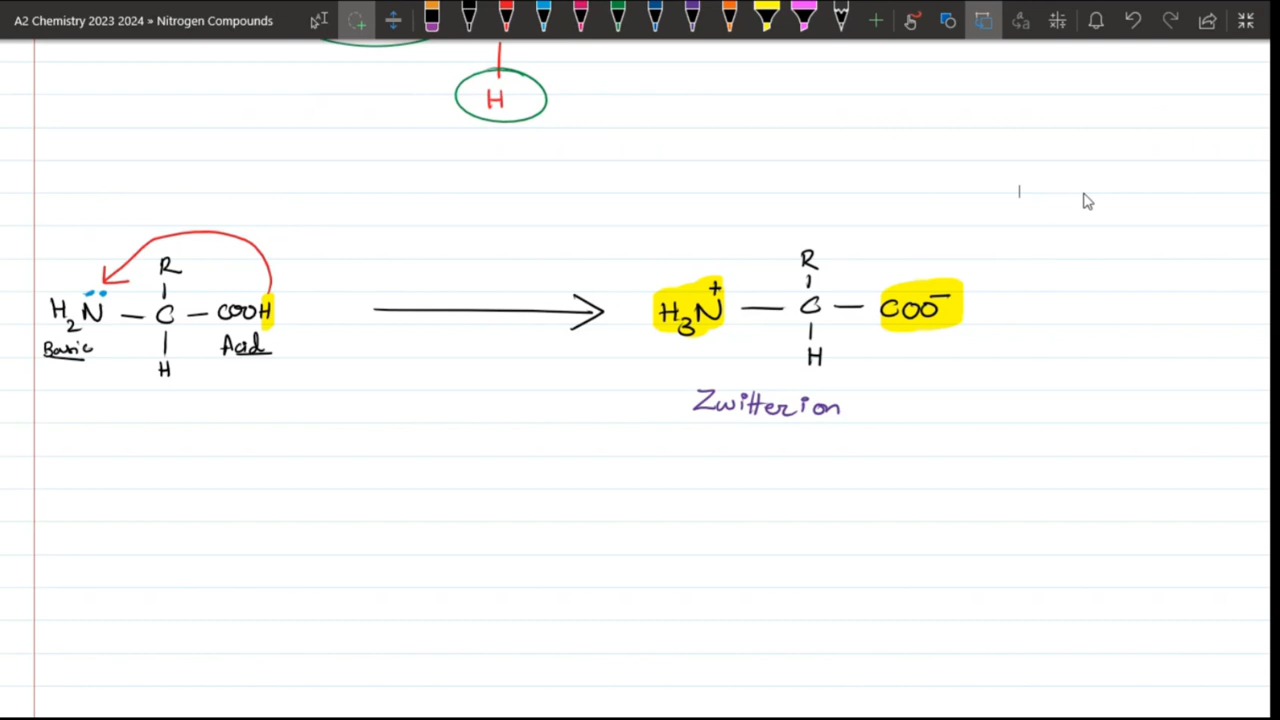 A2 Chemistry 2023 2024 » Nitrogen Compounds
H
R R
H₂N — C — COOH H₃N⁺ — C — COO⁻
Basic Acid
H H
Zwitterion